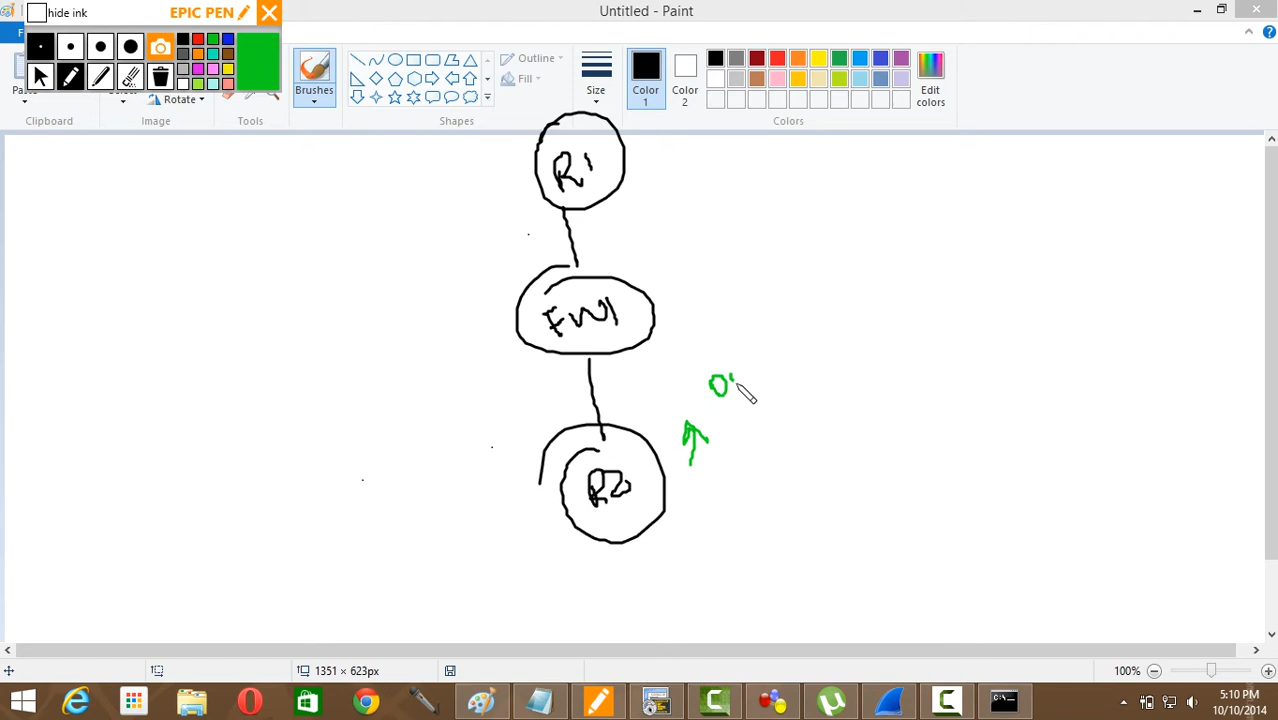 hide ink EPIC PEN
Untitled - Paint
F
Rotate
Brushes
Outline
Fill
Size
Color
1
Color
2
Edit
colors
Clipboard
Image
Tools
Shapes
Colors
R1
FW1
R2
1351 × 623px
100%
5:10 PM
10/10/2014